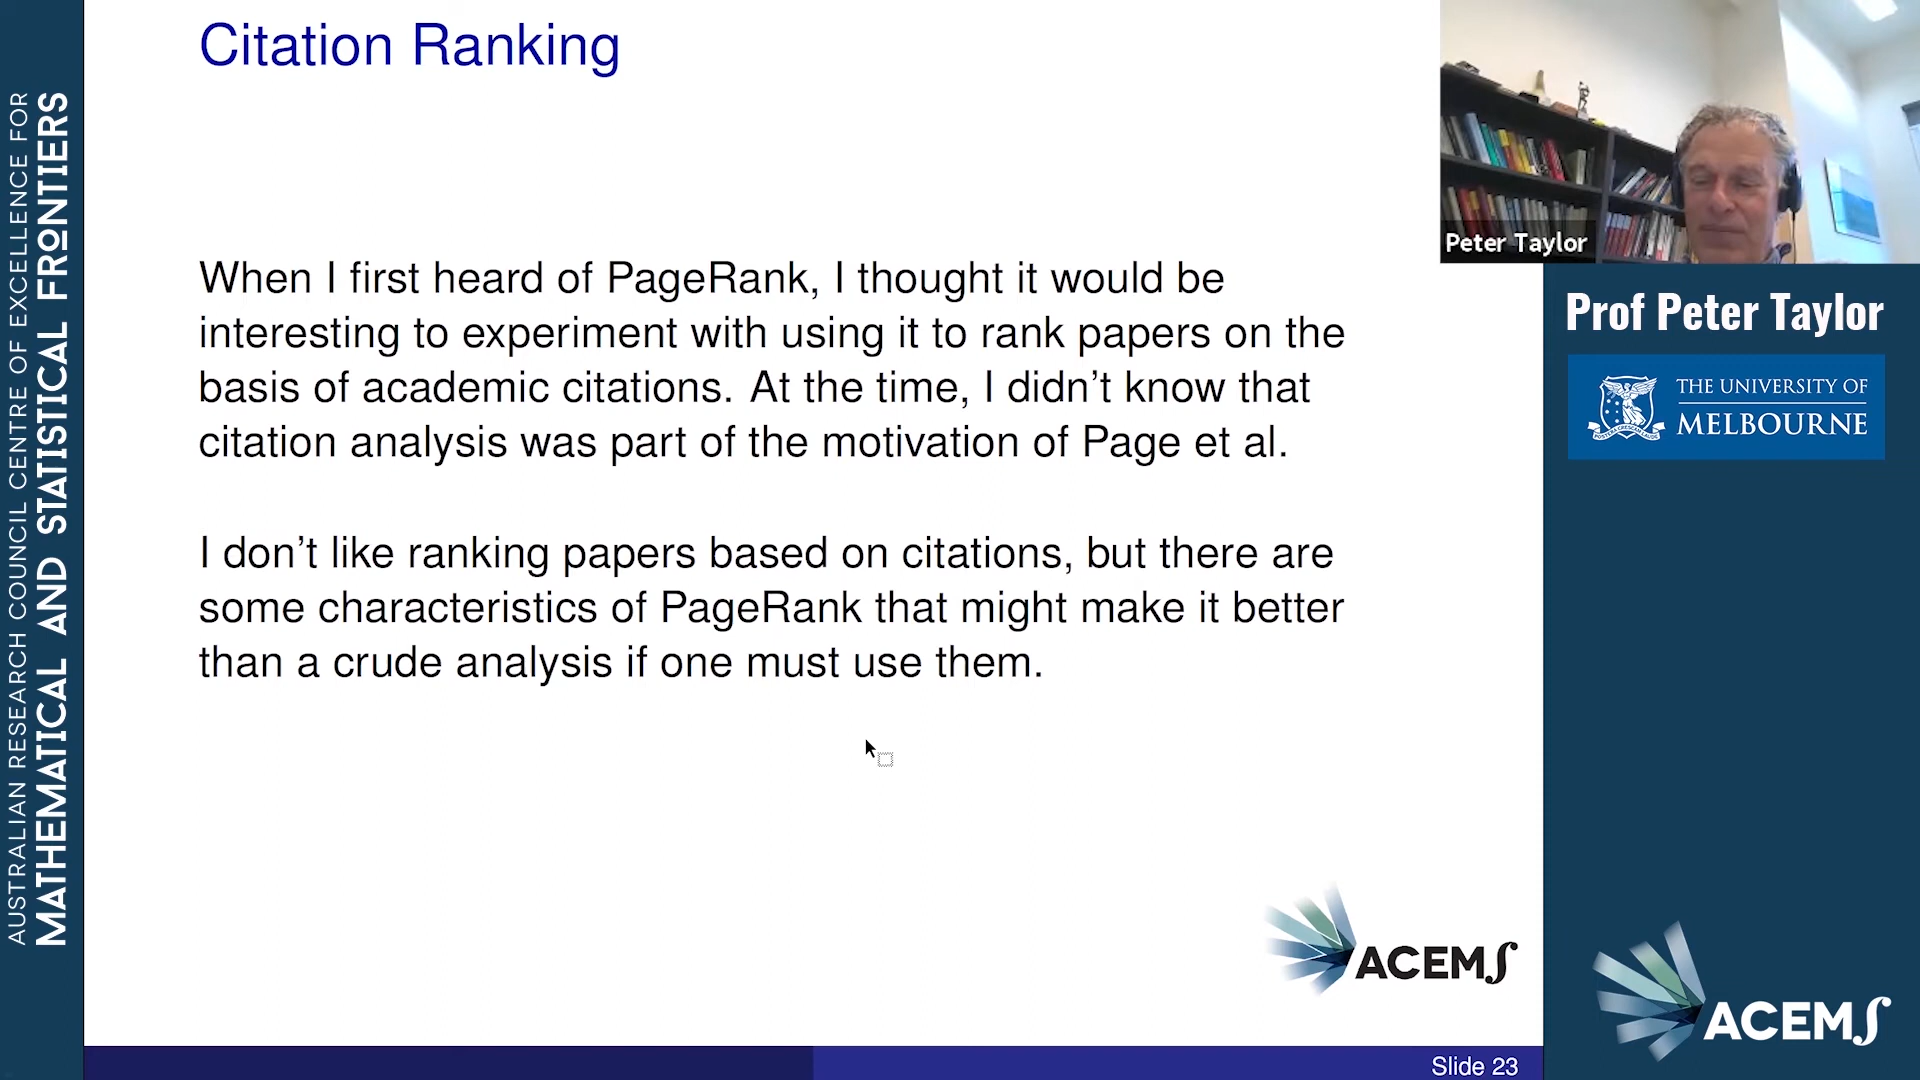 AUSTRALIAN RESEARCH COUNCIL CENTRE OF EXCELLENCE FOR
MATHEMATICAL AND STATISTICAL FRONTIERS
Citation Ranking
When I first heard of PageRank, I thought it would be
interesting to experiment with using it to rank papers on the
basis of academic citations. At the time, I didn't know that
citation analysis was part of the motivation of Page et al.
I don't like ranking papers based on citations, but there are
some characteristics of PageRank that might make it better
than a crude analysis if one must use them.
ACEMS
Slide 23
Peter Taylor
Prof Peter Taylor
THE UNIVERSITY OF
MELBOURNE
ACEMS